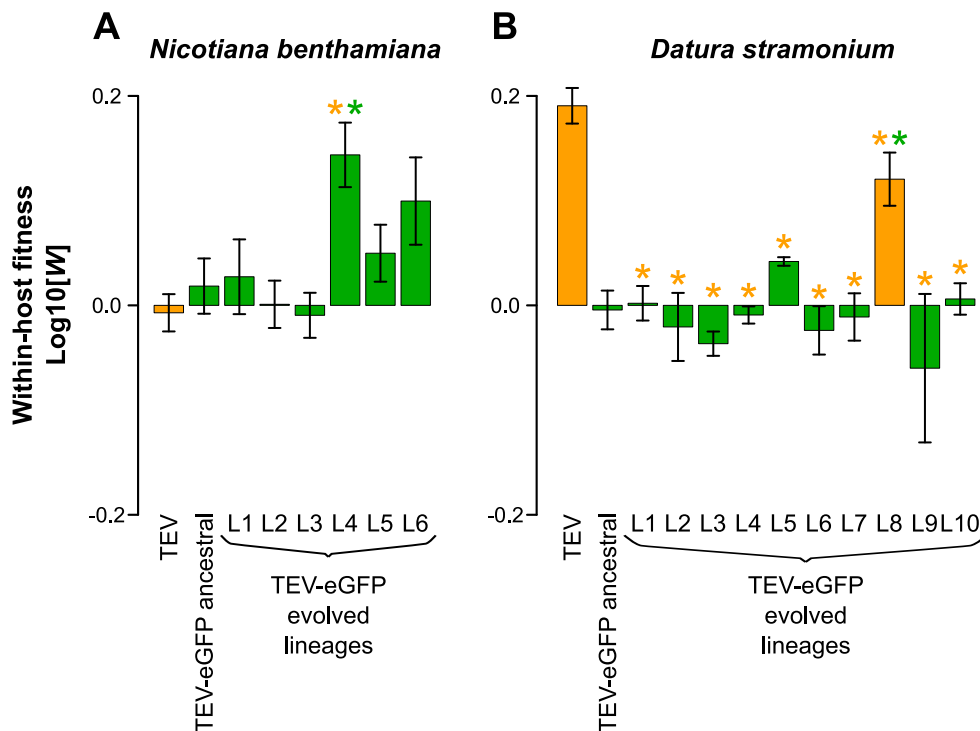 A
Nicotiana benthamiana
B
Datura stramonium
Within-host fitness
Log10[W]
0.2
0.0
-0.2
* *
TEV
TEV-eGFP ancestral
L1 L2 L3 L4 L5 L6
TEV-eGFP
evolved
lineages
0.2
0.0
-0.2
* *
* * * * * * * * *
TEV
TEV-eGFP ancestral
L1 L2 L3 L4 L5 L6 L7 L8 L9 L10
TEV-eGFP
evolved
lineages